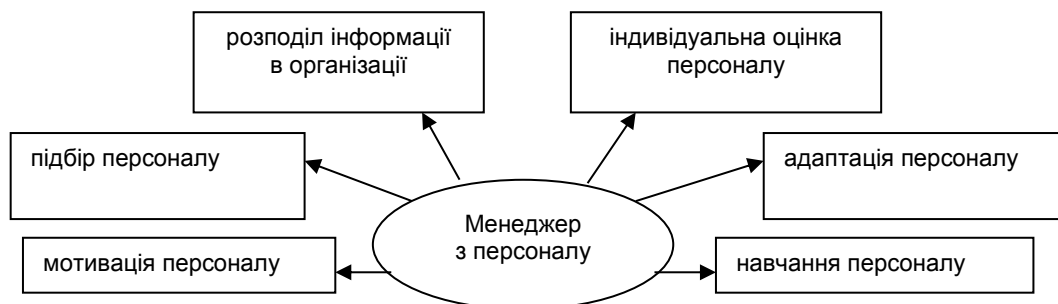 розподіл інформації
в організації
індивідуальна оцінка
персоналу
підбір персоналу
адаптація персоналу
Менеджер
з персоналу
мотивація персоналу
навчання персоналу